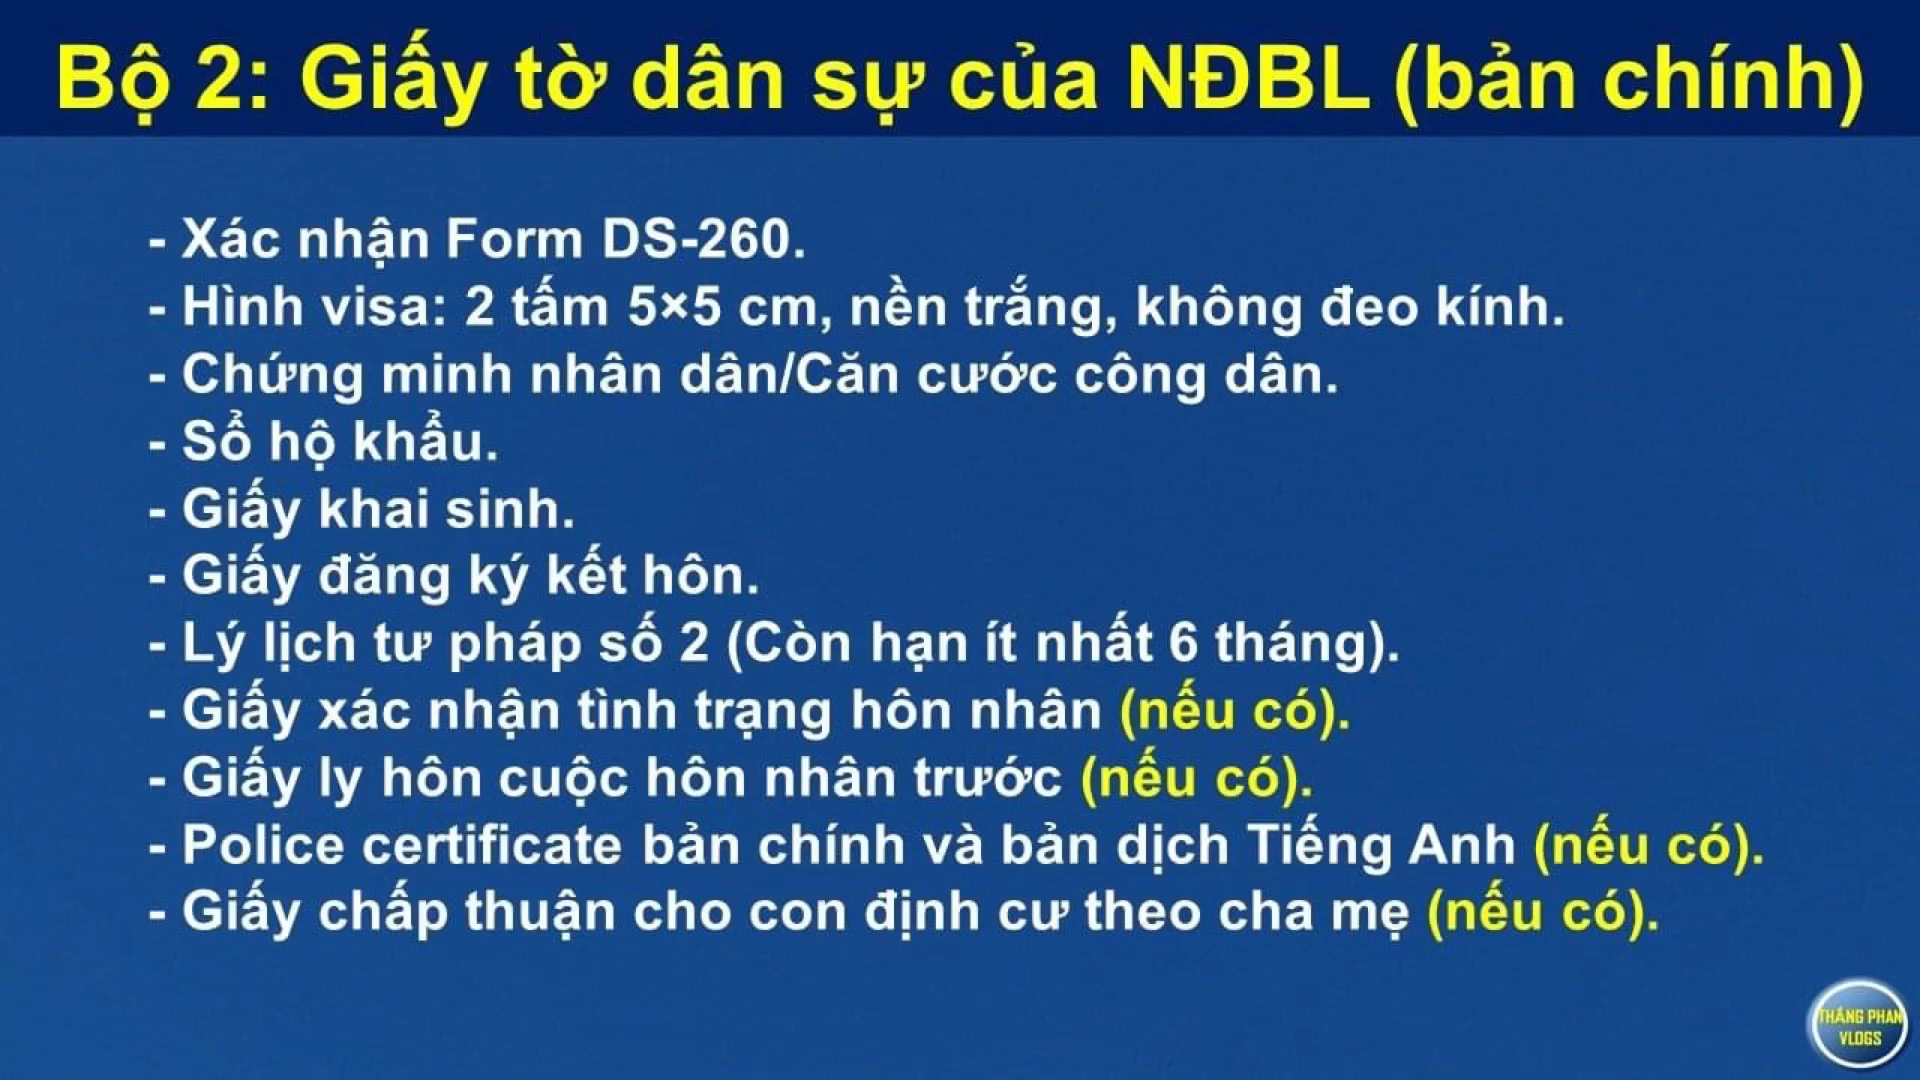 Bộ 2: Giấy tờ dân sự của NĐBL (bản chính)
- Xác nhận Form DS-260.
- Hình visa: 2 tấm 5×5 cm, nền trắng, không đeo kính.
- Chứng minh nhân dân/Căn cước công dân.
- Sổ hộ khẩu.
- Giấy khai sinh.
- Giấy đăng ký kết hôn.
- Lý lịch tư pháp số 2 (Còn hạn ít nhất 6 tháng).
- Giấy xác nhận tình trạng hôn nhân (nếu có).
- Giấy ly hôn cuộc hôn nhân trước (nếu có).
- Police certificate bản chính và bản dịch Tiếng Anh (nếu có).
- Giấy chấp thuận cho con định cư theo cha mẹ (nếu có).
THẮNG PHAN
VLOGS